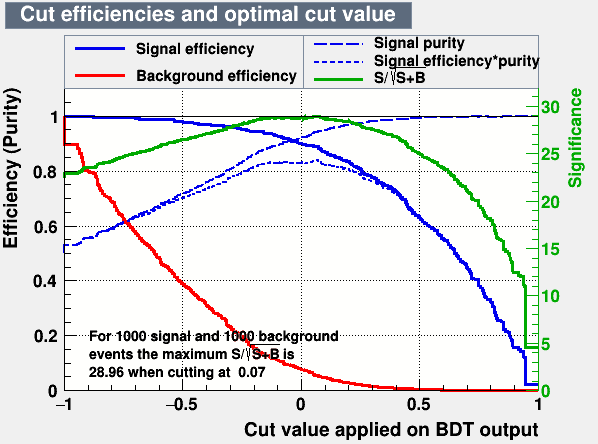 Cut efficiencies and optimal cut value
Signal efficiency
Background efficiency
Signal purity
Signal efficiency*purity
S/√S+B
Efficiency (Purity)
1
0.8
0.6
0.4
0.2
0
30
25
20
15
10
5
0
Significance
For 1000 signal and 1000 background
events the maximum S/√S+B is
28.96 when cutting at 0.07
−1
−0.5
0
0.5
1
Cut value applied on BDT output